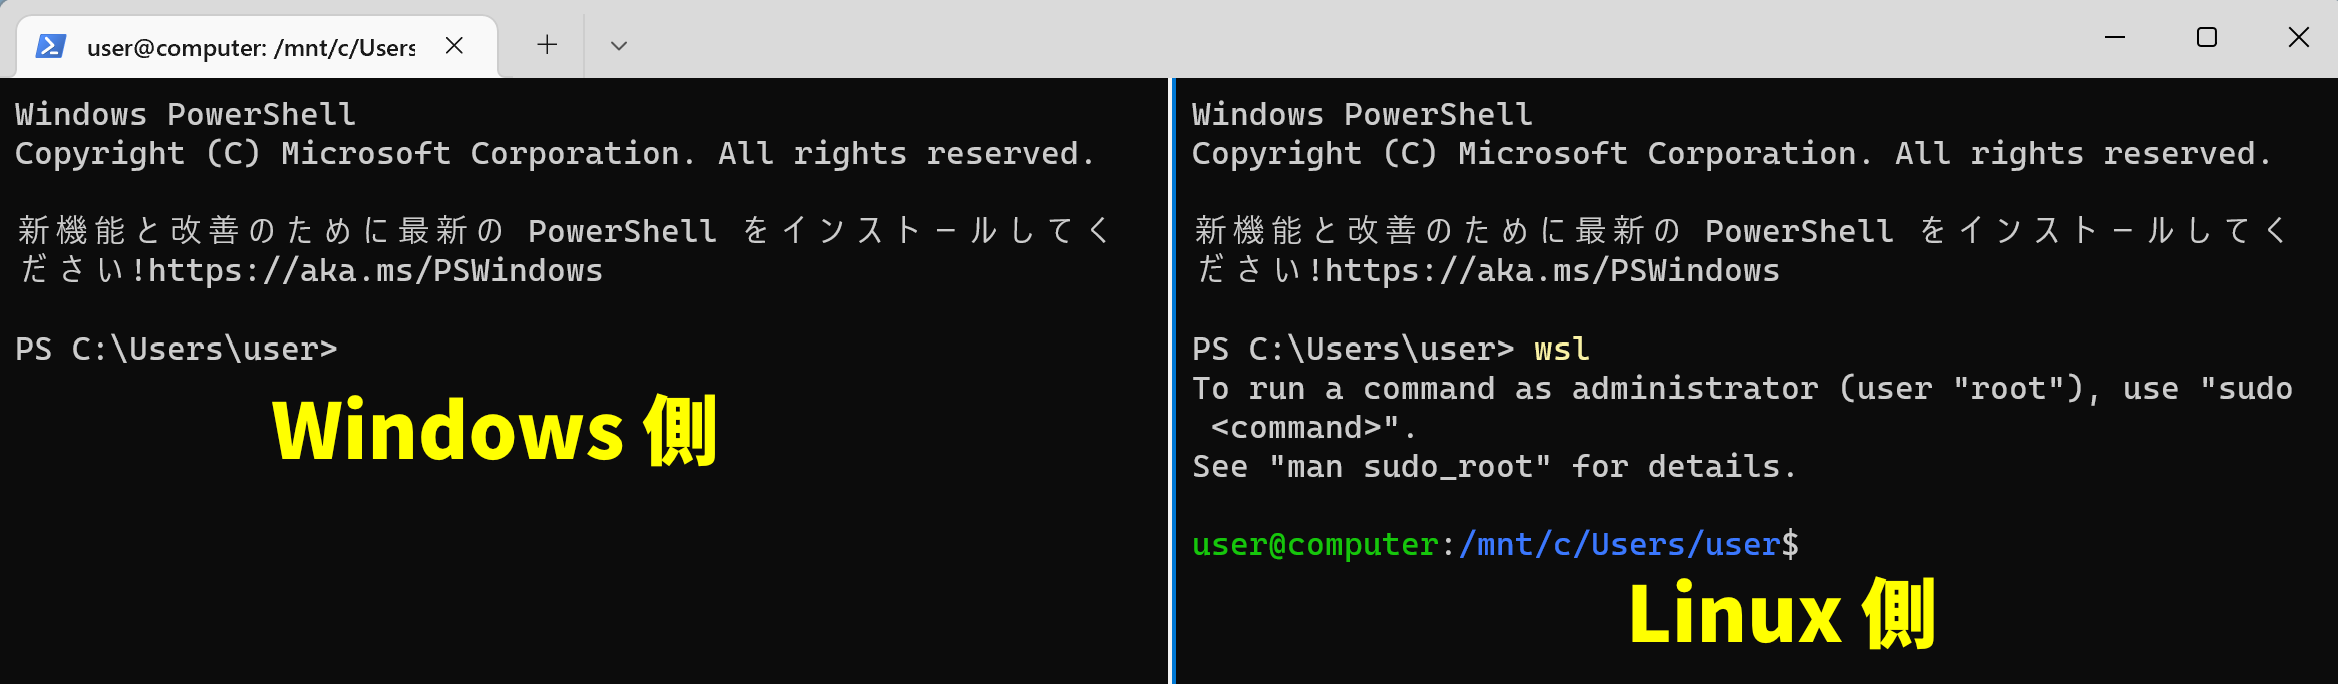 user@computer: /mnt/c/Users
Windows PowerShell
Copyright (C) Microsoft Corporation. All rights reserved.
新機能と改善のために最新の PowerShell をインストールしてく
ださい!https://aka.ms/PSWindows
PS C:\Users\user>
Windows 側
Windows PowerShell
Copyright (C) Microsoft Corporation. All rights reserved.
新機能と改善のために最新の PowerShell をインストールしてく
ださい!https://aka.ms/PSWindows
PS C:\Users\user> wsl
To run a command as administrator (user "root"), use "sudo
 <command>".
See "man sudo_root" for details.
user@computer:/mnt/c/Users/user$
Linux 側